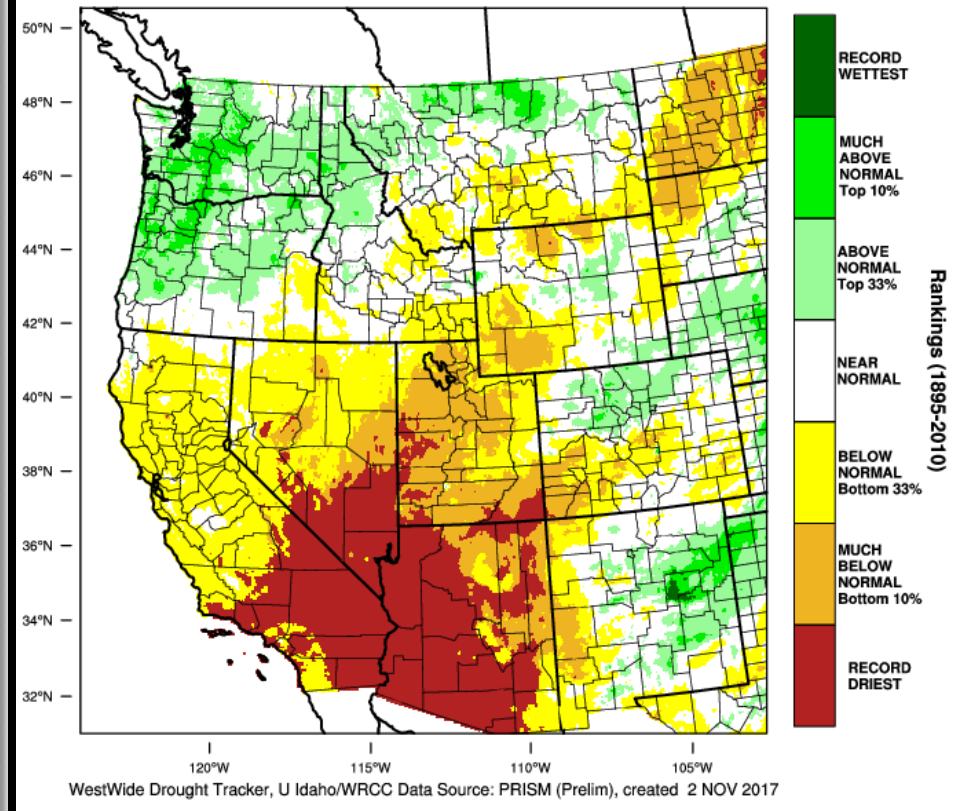 50°N
48°N
46°N
44°N
42°N
40°N
38°N
36°N
34°N
32°N
120°W
115°W
110°W
105°W
RECORD
WETTEST
MUCH
ABOVE
NORMAL
Top 10%
ABOVE
NORMAL
Top 33%
NEAR
NORMAL
BELOW
NORMAL
Bottom 33%
MUCH
BELOW
NORMAL
Bottom 10%
RECORD
DRIEST
Rankings (1895-2010)
WestWide Drought Tracker, U Idaho/WRCC Data Source: PRISM (Prelim), created 2 NOV 2017